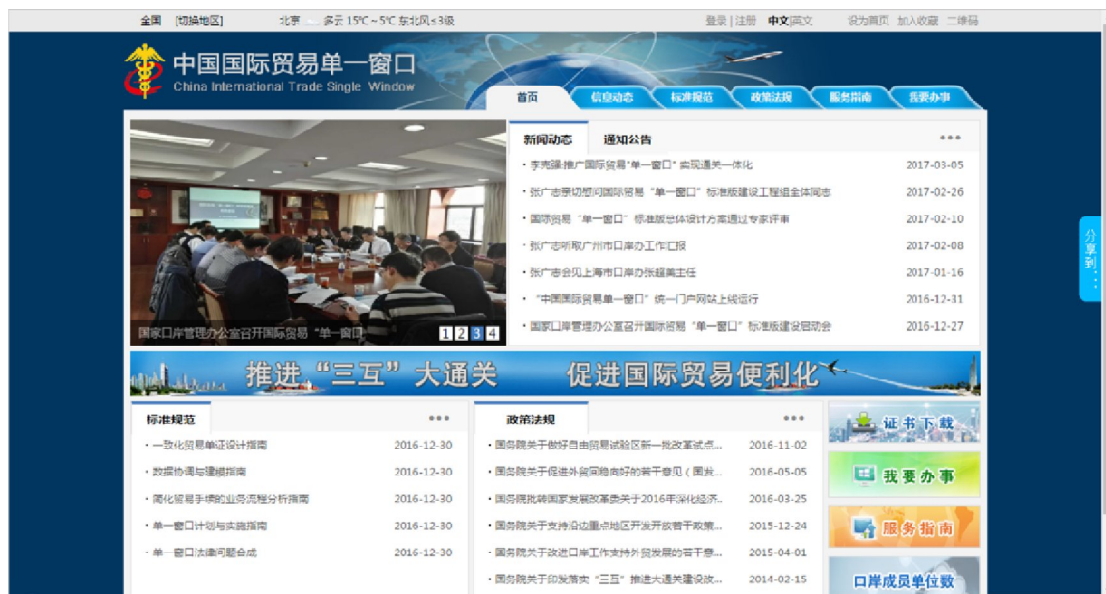 全国 [切换地区] 北京 多云 15℃~5℃ 东北风≤3级 登录 | 注册 中文|英文 设为首页 加入收藏 二维码
中国国际贸易单一窗口
China International Trade Single Window
首页 信息动态 标准规范 政策法规 服务指南 我要办事
新闻动态 通知公告
· 李克强:推广国际贸易"单一窗口" 实现通关一体化 2017-03-05
· 张广志亲切慰问国际贸易“单一窗口”标准版建设工程组全体同志 2017-02-26
· 国际贸易“单一窗口”标准版总体设计方案通过专家评审 2017-02-10
· 张广志听取广州市口岸办工作汇报 2017-02-08
· 张广志会见上海市口岸办张超美主任 2017-01-16
· “中国国际贸易单一窗口”统一门户网站上线运行 2016-12-31
· 国家口岸管理办公室召开国际贸易“单一窗口”标准版建设启动会 2016-12-27
国家口岸管理办公室召开国际贸易“单一窗口
1 2 3 4
分享到
推进“三互”大通关 促进国际贸易便利化
标准规范
· 一致化贸易单证设计指南 2016-12-30
· 数据协调与建模指南 2016-12-30
· 简化贸易手续的业务流程分析指南 2016-12-30
· 单一窗口计划与实施指南 2016-12-30
· 单一窗口法律问题合成 2016-12-30
政策法规
· 国务院关于做好自由贸易试验区新一批改革试点... 2016-11-02
· 国务院关于促进外贸回稳向好的若干意见（国发... 2016-05-05
· 国务院批转国家发展改革委关于2016年深化经济... 2016-03-25
· 国务院关于支持沿边重点地区开发开放若干政策... 2015-12-24
· 国务院关于改进口岸工作支持外贸发展的若干意... 2015-04-01
· 国务院关于印发落实“三互”推进大通关建设改... 2014-02-15
证书下载
我要办事
服务指南
口岸成员单位数